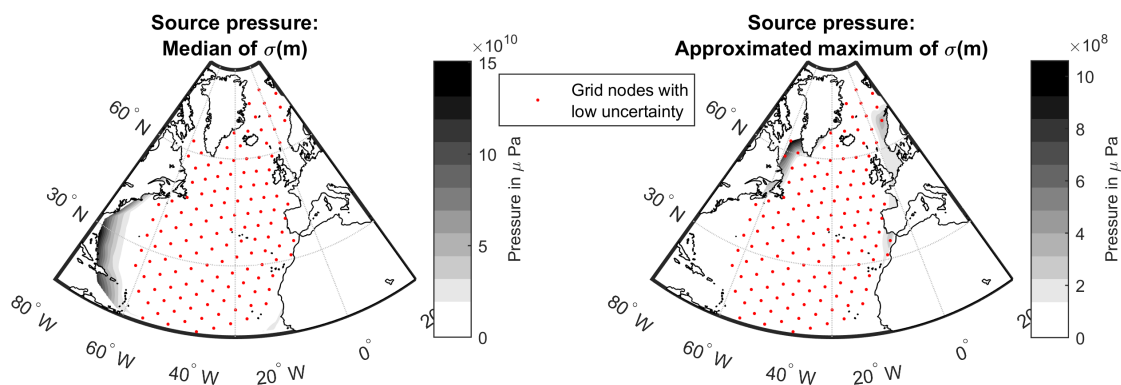 Source pressure:
Median of σ(m)
×10^10
15
10
5
0
Pressure in μ Pa
60° N
30° N
80° W
60° W
40° W
20° W
0°
20
Grid nodes with
low uncertainty
Source pressure:
Approximated maximum of σ(m)
×10^8
10
8
6
4
2
0
Pressure in μ Pa
60° N
30° N
80° W
60° W
40° W
20° W
0°
20